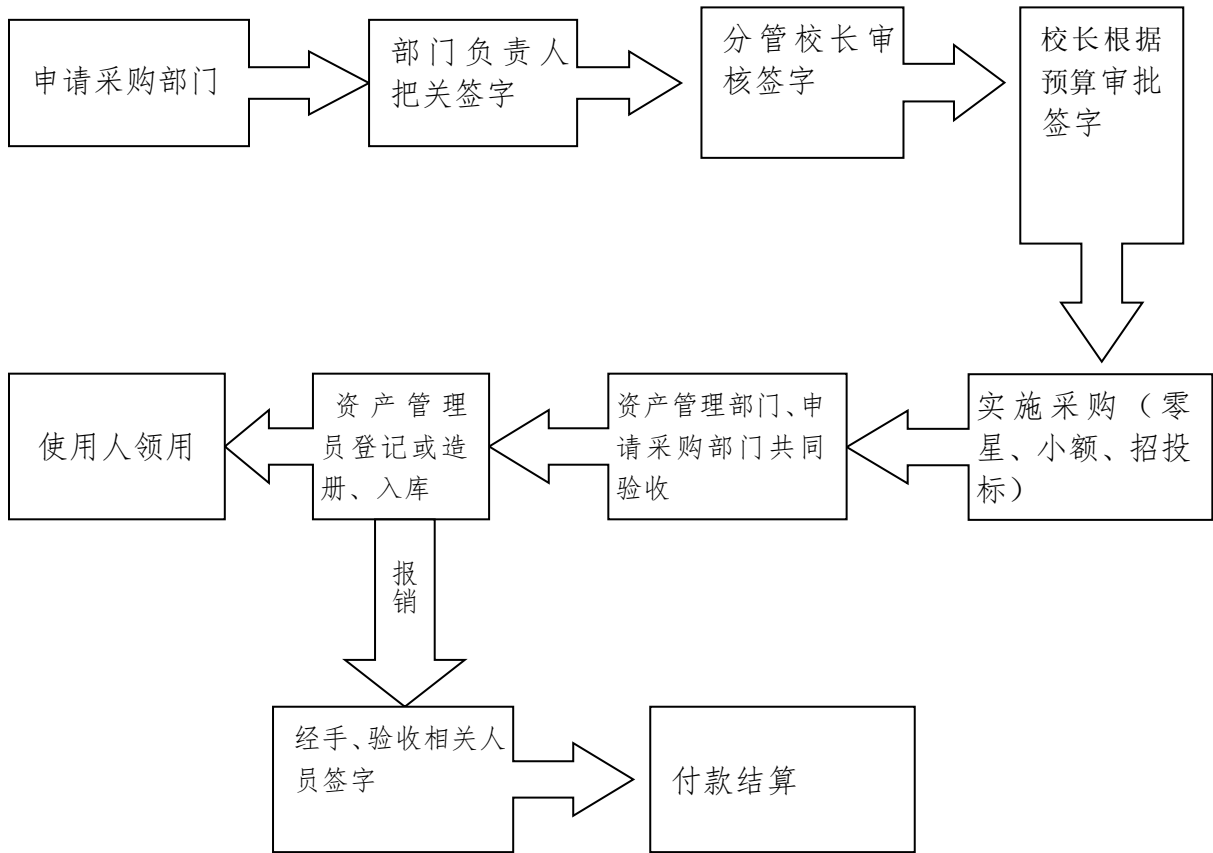 申请采购部门
部门负责人
把关签字
分管校长审
核签字
校长根据
预算审批
签字
实施采购（零
星、小额、招投
标）
资产管理部门、申
请采购部门共同
验收
资产管理
员登记或造
册、入库
使用人领用
报
销
经手、验收相关人
员签字
付款结算